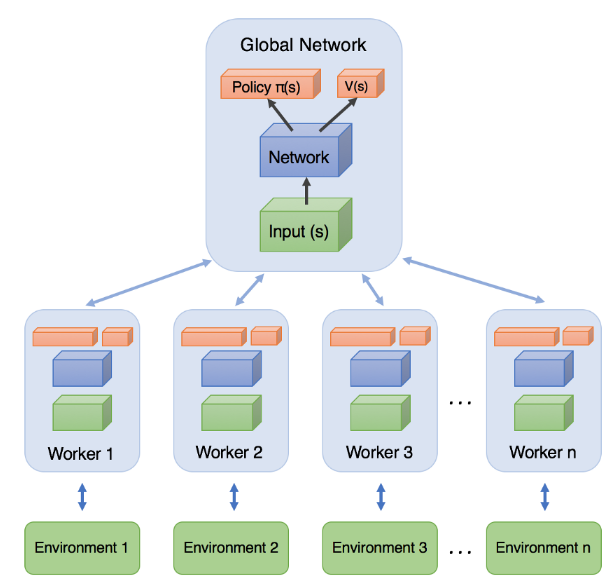 Global Network
Policy π(s)
V(s)
Network
Input (s)
...
Worker 1
Worker 2
Worker 3
Worker n
Environment 1
Environment 2
Environment 3
...
Environment n